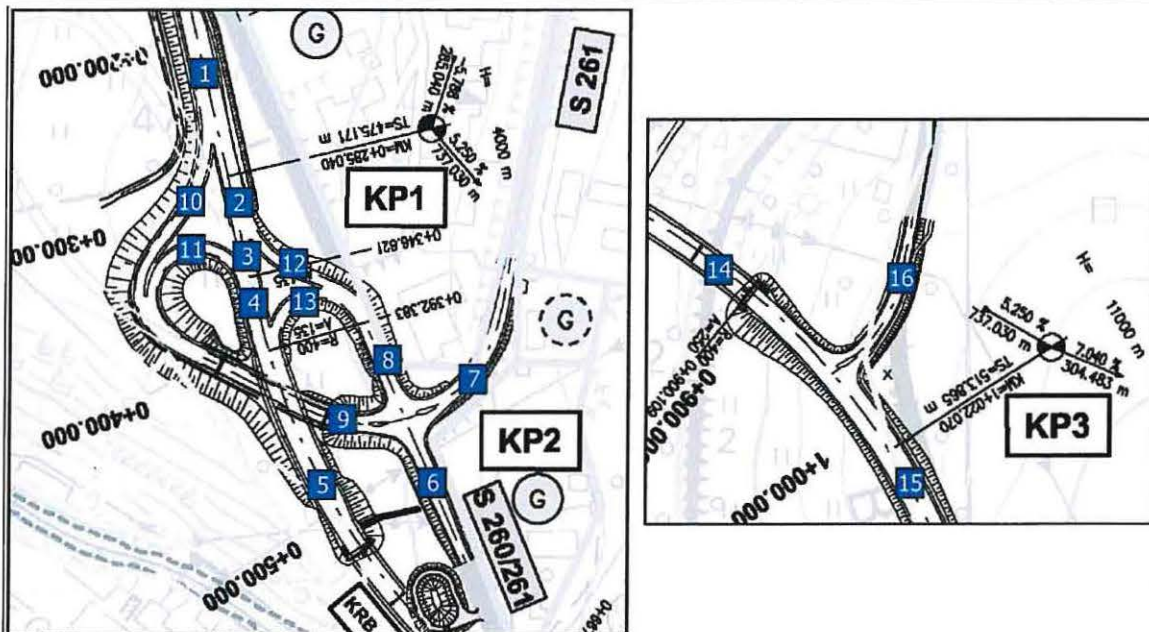 0+200.000
1
G
S 261
-5.788 %
285.040 m
H=
4000 m
5.250 %
737.030 m
TS=475.171 m
KM=0+285.040
KP1
10
2
0+300.00
11
3
12
0+346.821
4
13
0+392.383
A=135
R=400
G
8
7
0+400.000
9
KP2
5
6
G
S 260/261
0+500.000
KRB
14
16
H=
11000 m
5.250 %
737.030 m
7.040 %
304.483 m
TS=513.865 m
KM=1+022.070
0+906.109
0+900.00
x
KP3
1+000.000
15